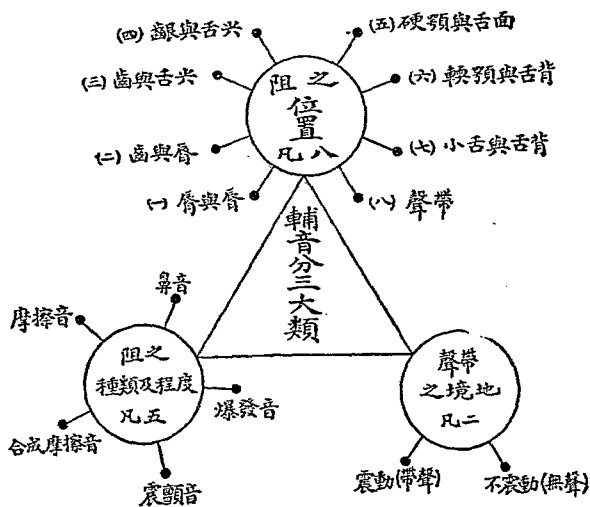 (四) 齦與舌尖
(五) 硬顎與舌面
(三) 齒與舌尖
(六) 輭顎與舌背
(二) 齒與脣
(七) 小舌與舌背
(一) 脣與脣
(八) 聲帶
阻之
位置
凡八
輔音分三大類
鼻音
摩擦音
阻之
種類及程度
凡五
爆發音
合成摩擦音
震顫音
聲帶
之境地
凡二
震動(帶聲)
不震動(無聲)